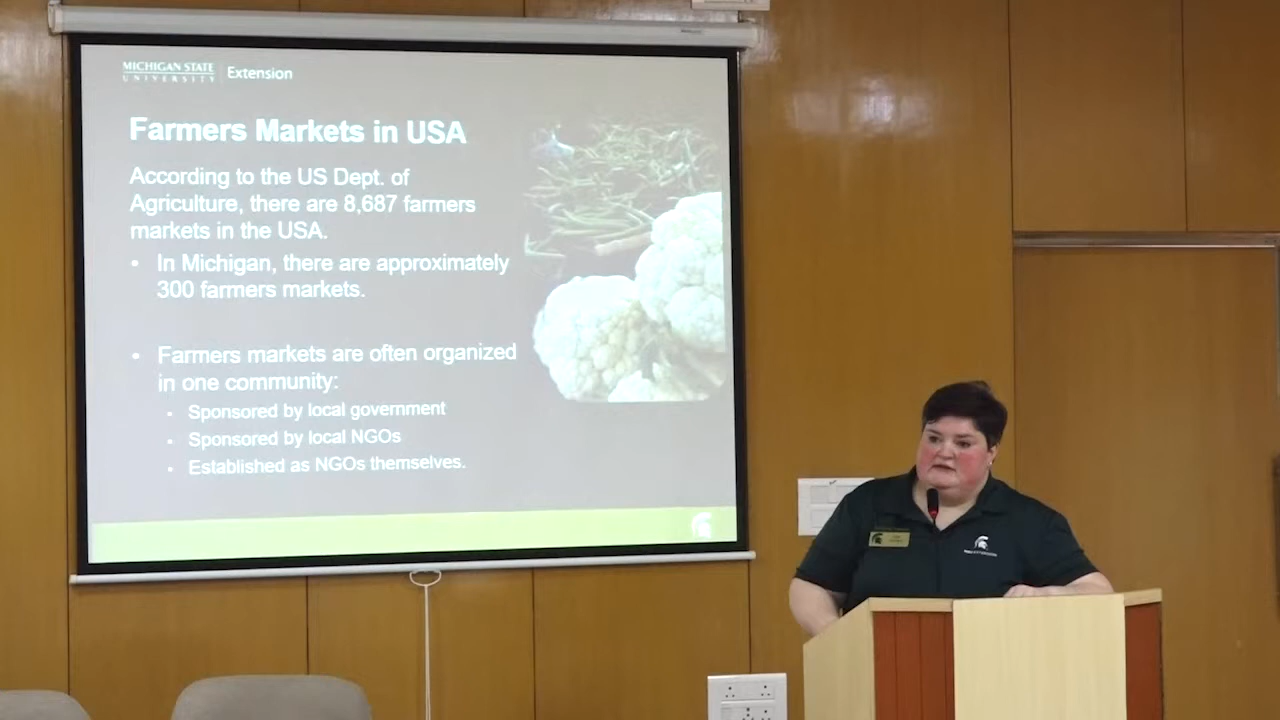 MICHIGAN STATE
UNIVERSITY
Extension
Farmers Markets in USA
According to the US Dept. of
Agriculture, there are 8,687 farmers
markets in the USA.
• In Michigan, there are approximately
300 farmers markets.
• Farmers markets are often organized
in one community:
• Sponsored by local government
• Sponsored by local NGOs
• Established as NGOs themselves.